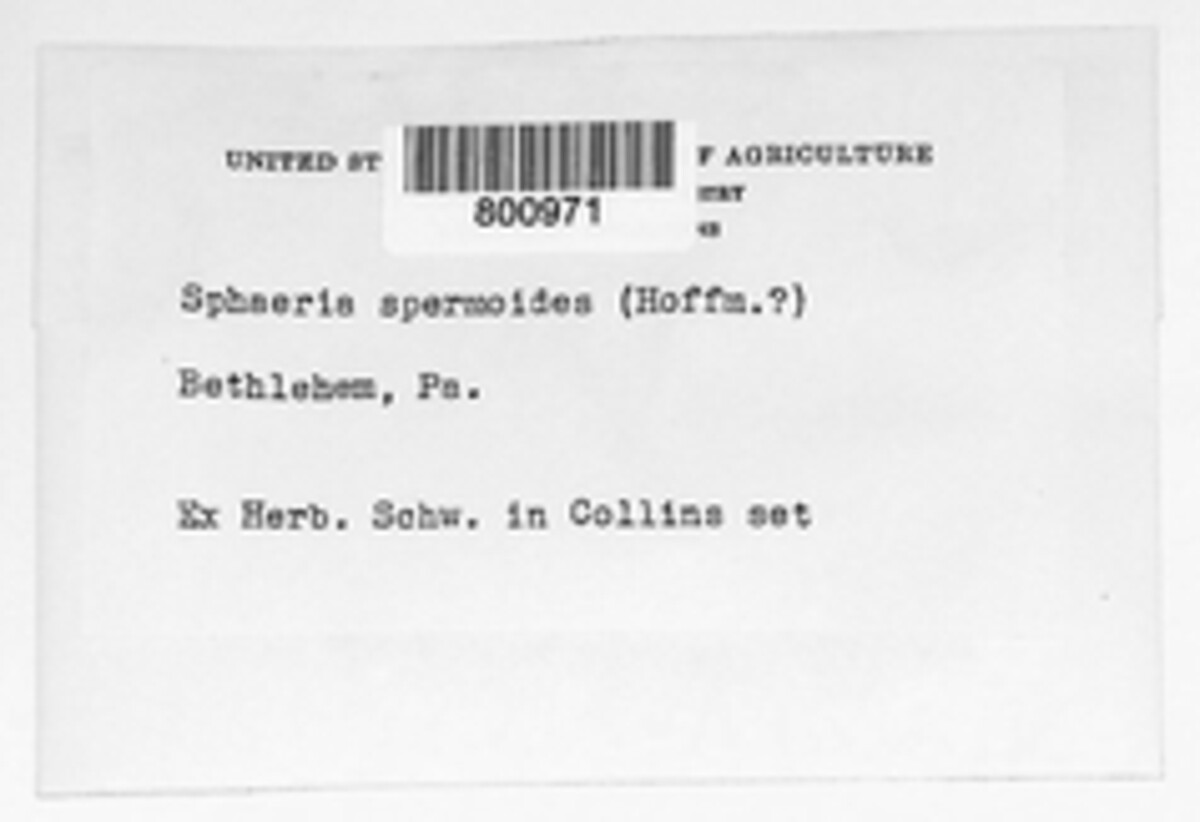 UNITED ST F AGRICULTURE
800971
Sphaeria spermoides (Hoffm.?)
Bethlehem, Pa.
Ex Herb. Schw. in Collins set